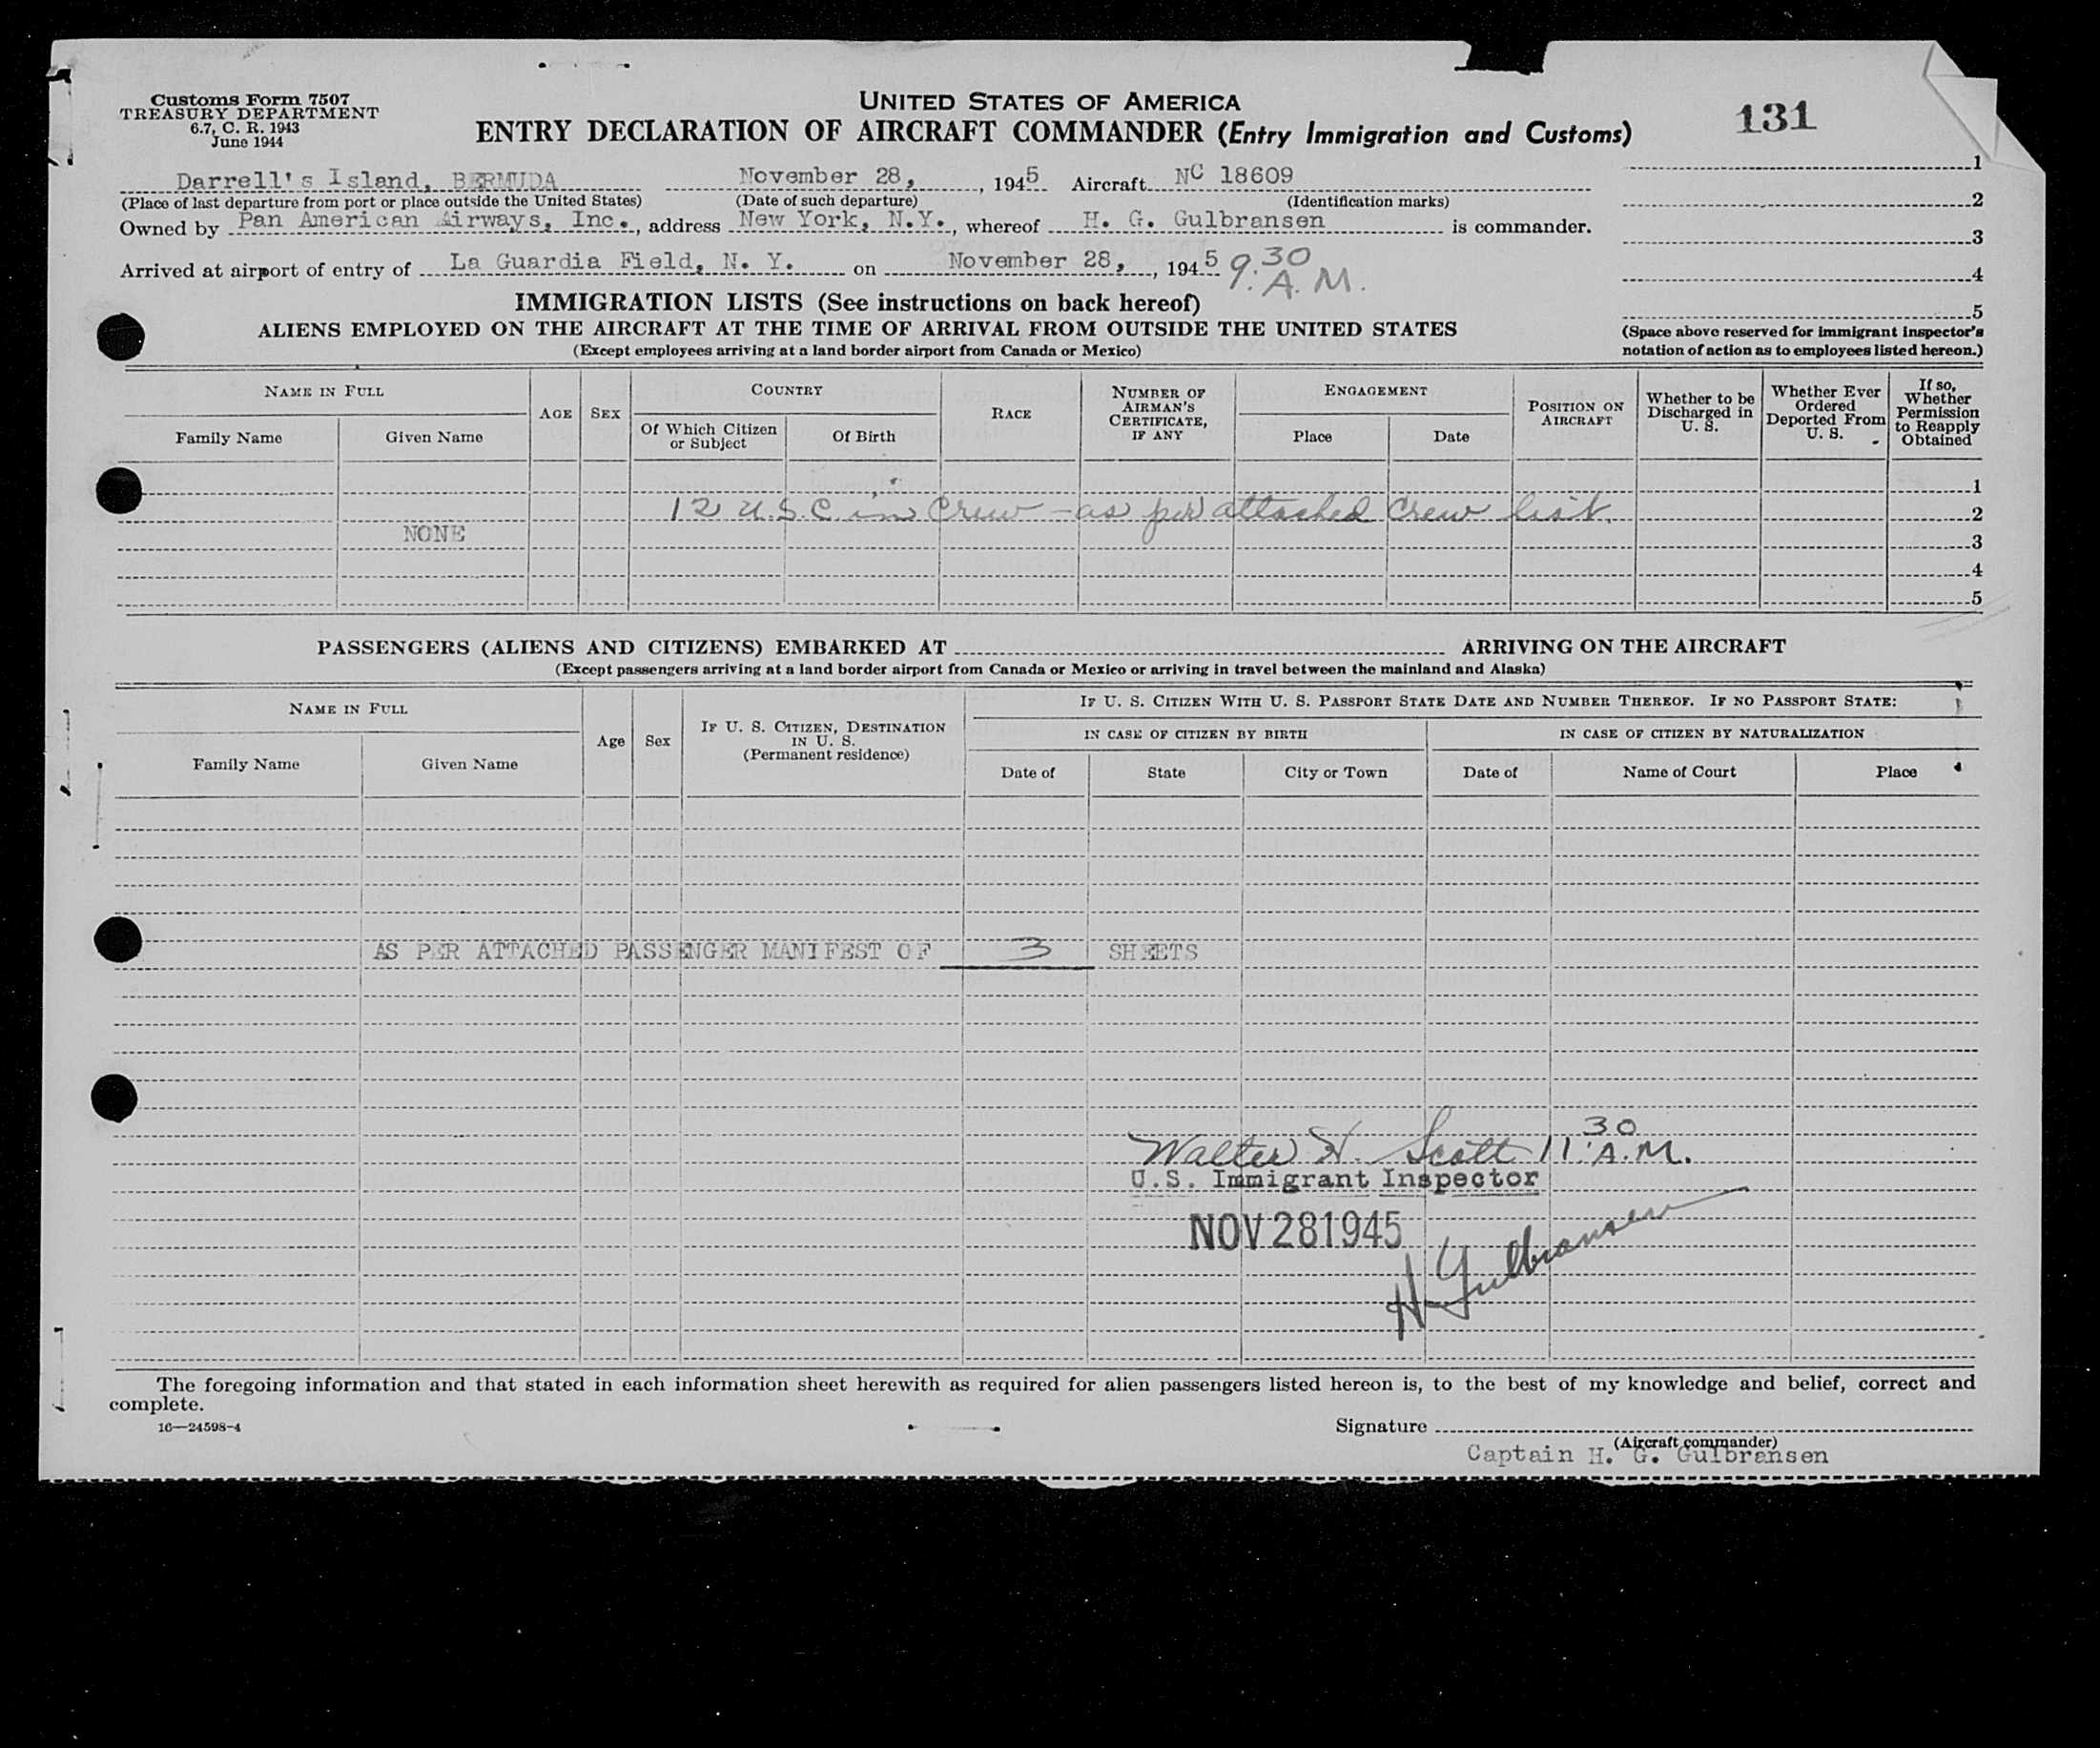 Customs Form 7507
TREASURY DEPARTMENT
6.7, C. R. 1943
June 1944
UNITED STATES OF AMERICA
ENTRY DECLARATION OF AIRCRAFT COMMANDER (Entry Immigration and Customs)
131
Darrell's Island, BERMUDA November 28, , 1945 Aircraft NC 18609
(Place of last departure from port or place outside the United States) (Date of such departure) (Identification marks)
Owned by Pan American Airways, Inc., address New York, N.Y., whereof H. G. Gulbransen is commander.
Arrived at airport of entry of La Guardia Field, N. Y. on November 28, , 1945 9:30 A.M.
1
2
3
4
5
(Space above reserved for immigrant inspector's
notation of action as to employees listed hereon.)
IMMIGRATION LISTS (See instructions on back hereof)
ALIENS EMPLOYED ON THE AIRCRAFT AT THE TIME OF ARRIVAL FROM OUTSIDE THE UNITED STATES
(Except employees arriving at a land border airport from Canada or Mexico)
NAME IN FULL
Family Name Given Name
AGE SEX
COUNTRY
Of Which Citizen or Subject Of Birth
RACE
NUMBER OF AIRMAN'S CERTIFICATE, IF ANY
ENGAGEMENT
Place Date
POSITION ON AIRCRAFT
Whether to be Discharged in U. S.
Whether Ever Ordered Deported From U. S.
If so, Whether Permission to Reapply Obtained
1
12 U.S.C. in Crew - as per attached Crew list. 2
NONE 3
4
5
PASSENGERS (ALIENS AND CITIZENS) EMBARKED AT ARRIVING ON THE AIRCRAFT
(Except passengers arriving at a land border airport from Canada or Mexico or arriving in travel between the mainland and Alaska)
NAME IN FULL
Family Name Given Name
Age Sex
IF U. S. CITIZEN, DESTINATION IN U. S. (Permanent residence)
IF U. S. CITIZEN WITH U. S. PASSPORT STATE DATE AND NUMBER THEREOF. IF NO PASSPORT STATE:
IN CASE OF CITIZEN BY BIRTH IN CASE OF CITIZEN BY NATURALIZATION
Date of State City or Town Date of Name of Court Place
AS PER ATTACHED PASSENGER MANIFEST OF 3 SHEETS
Walter H. Scott 11:30 A.M.
U.S. Immigrant Inspector
NOV 28 1945
H Gulbransen
The foregoing information and that stated in each information sheet herewith as required for alien passengers listed hereon is, to the best of my knowledge and belief, correct and
complete.
16—24598-4
Signature
(Aircraft commander)
Captain H. G. Gulbransen